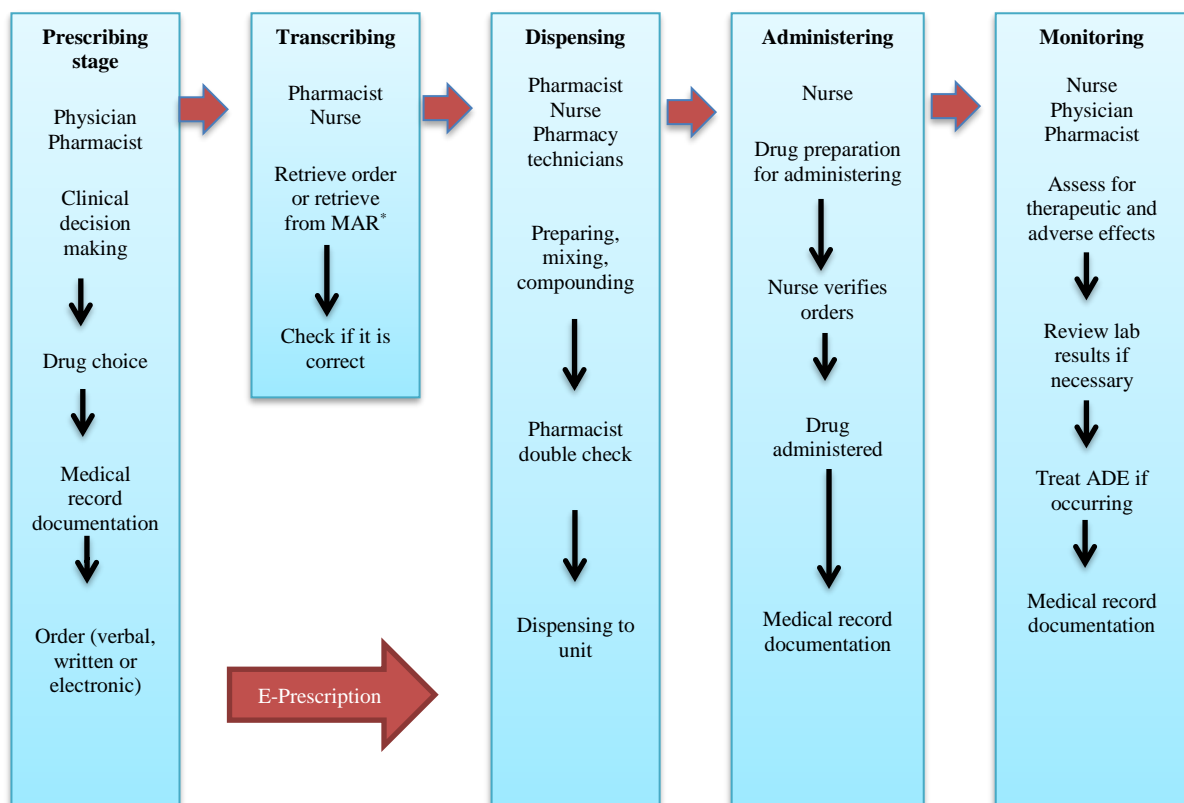 Prescribing
stage
Physician
Pharmacist
Clinical
decision
making
Drug choice
Medical
record
documentation
Order (verbal,
written or
electronic)
Transcribing
Pharmacist
Nurse
Retrieve order
or retrieve
from MAR*
Check if it is
correct
E-Prescription
Dispensing
Pharmacist
Nurse
Pharmacy
technicians
Preparing,
mixing,
compounding
Pharmacist
double check
Dispensing to
unit
Administering
Nurse
Drug preparation
for administering
Nurse verifies
orders
Drug
administered
Medical record
documentation
Monitoring
Nurse
Physician
Pharmacist
Assess for
therapeutic and
adverse effects
Review lab
results if
necessary
Treat ADE if
occurring
Medical record
documentation